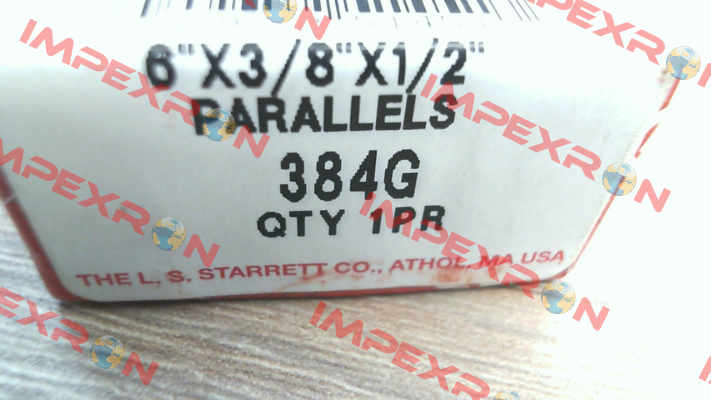 6"X3/8"X1/2"
PARALLELS
384G
QTY 1PR
THE L. S. STARRETT CO., ATHOL, MA USA
IMPEXRON
IMPEXRON
IMPEXRON
IMPEXRON
IMPEXRON
IMPEXRON
IMPEXRON